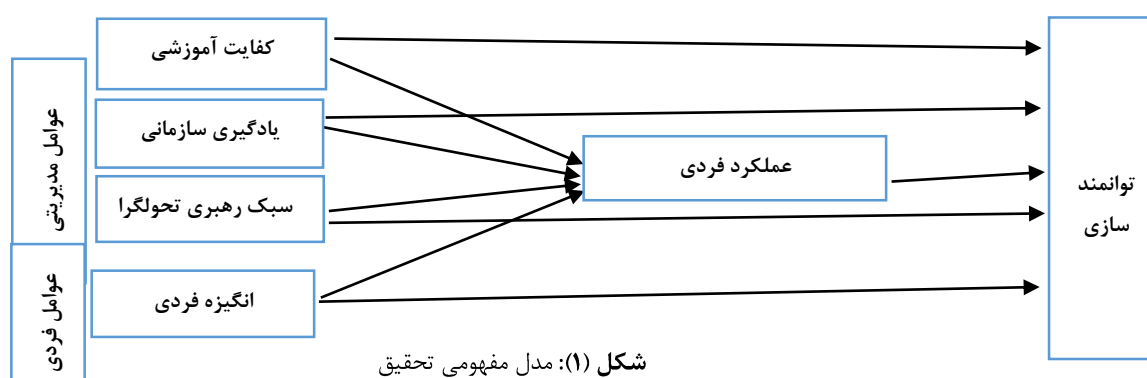 عوامل مدیریتی
کفایت آموزشی
یادگیری سازمانی
سبک رهبری تحولگرا
عوامل فردی
انگیزه فردی
عملکرد فردی
توانمند
سازی
شکل (۱): مدل مفهومی تحقیق